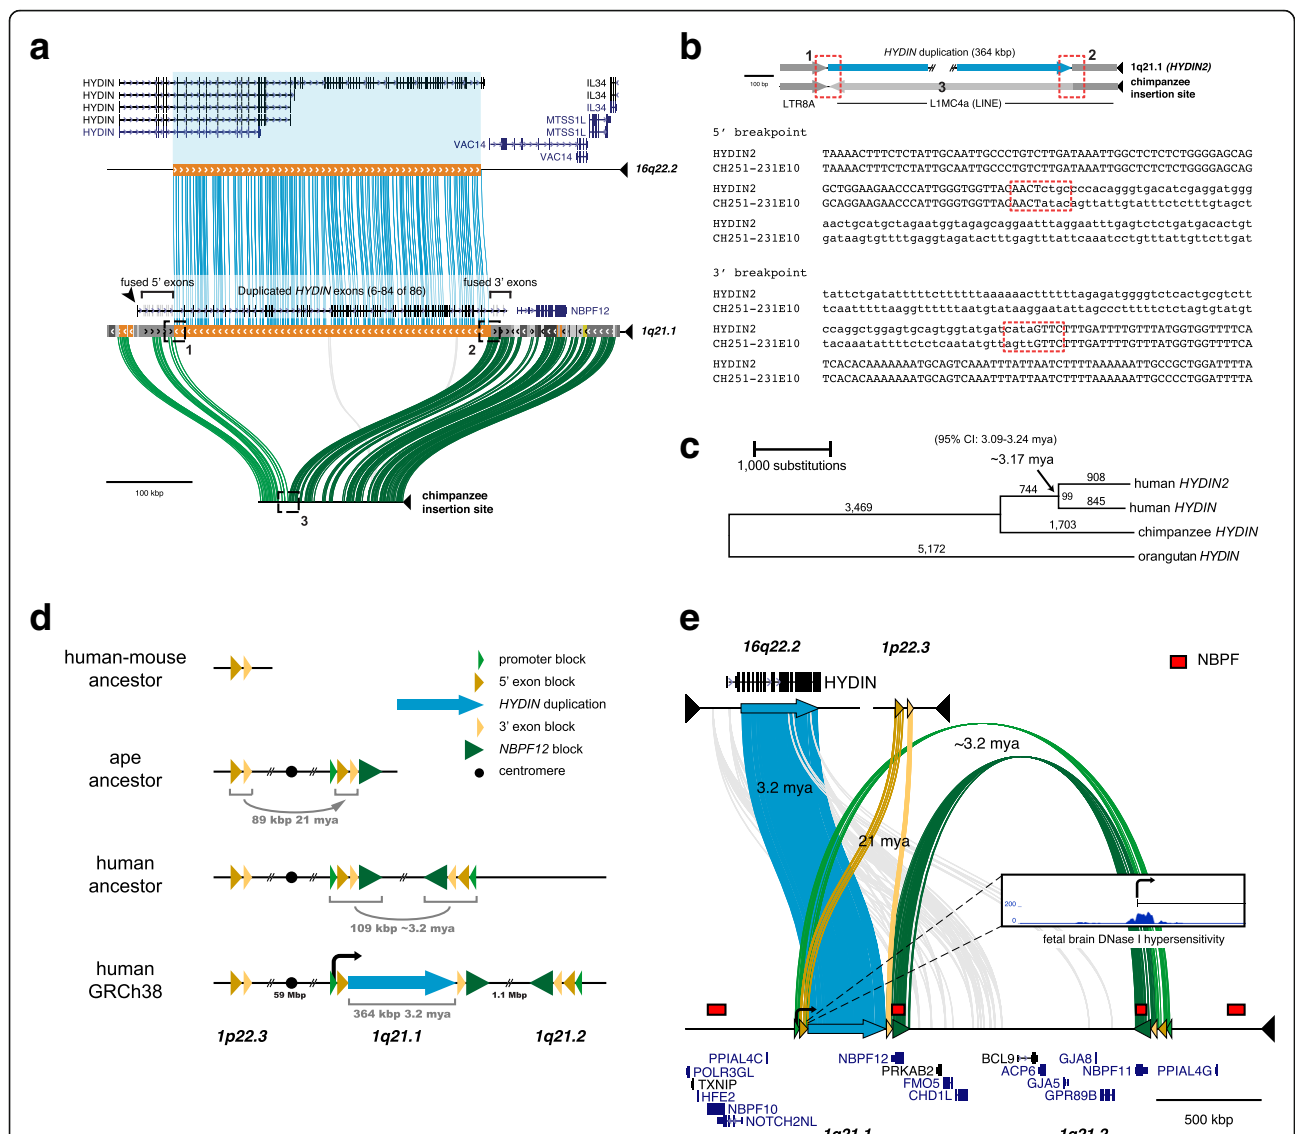 a
HYDIN
HYDIN
HYDIN
HYDIN
HYDIN
IL34
IL34
IL34
MTSS1L
MTSS1L
VAC14
VAC14
16q22.2
fused 5' exons
Duplicated HYDIN exons (6-84 of 86)
fused 3' exons
NBPF12
1q21.1
1
2
100 kbp
chimpanzee
insertion site
3
b
HYDIN duplication (364 kbp)
1
2
1q21.1 (HYDIN2)
100 bp
3
chimpanzee
insertion site
LTR8A
L1MC4a (LINE)
5' breakpoint
HYDIN2 TAAAACTTTCTCTATTGCAATTGCCCTGTCTTGATAAATTGGCTCTCTCTGGGGAGCAG
CH251-231E10 TAAAACTTTCTCTATTGCAATTGCCCTGTCTTGATAAATTGGCTCTCTCTGGGGAGCAG
HYDIN2 GCTGGAAGAACCCATTGGGTGGTTACAACTctgccccacagggtgacatcgaggatggg
CH251-231E10 GCAGGAAGAACCCATTGGGTGGTTACAACTatacagttattgtatttctctttgtagct
HYDIN2 aactgcatgctagaatggtagagcaggaatttaggaatttgagtctctgatgacactgt
CH251-231E10 gataagtgttttgaggtagatactttgagtttattcaaatcctgtttattgttcttgat
3' breakpoint
HYDIN2 tattctgatatttttcttttttaaaaaacttttttagagatggggtctcactgcgtctt
CH251-231E10 tcaattttaaggttttttaatgtataaggaatatttagccctttttctctagtgtatgt
HYDIN2 ccaggctggagtgcagtggtatgatcatagTTCTTTGATTTTGTTTATGGTGGTTTTCA
CH251-231E10 tacaaatattttctctcaatatgttagttGTTCTTTGATTTTGTTTATGGTGGTTTTCA
HYDIN2 TCACACAAAAAAATGCAGTCAAATTTATTAATCTTTTAAAAAATTGCCGCTGGATTTTA
CH251-231E10 TCACACAAAAAAATGCAGTCAAATTTATTAATCTTTTAAAAAATTGCCCCTGGATTTTA
c
1,000 substitutions
(95% CI: 3.09-3.24 mya)
~3.17 mya
3,469
744
99
908
human HYDIN2
845
human HYDIN
1,703
chimpanzee HYDIN
5,172
orangutan HYDIN
d
human-mouse
ancestor
promoter block
5' exon block
HYDIN duplication
3' exon block
NBPF12 block
centromere
ape
ancestor
89 kbp 21 mya
human
ancestor
109 kbp ~3.2 mya
human
GRCh38
59 Mbp
1.1 Mbp
364 kbp 3.2 mya
1p22.3
1q21.1
1q21.2
e
16q22.2
1p22.3
NBPF
HYDIN
~3.2 mya
3.2 mya
21 mya
200
0
fetal brain DNase I hypersensitivity
PPIAL4C
POLR3GL
TXNIP
HFE2
NBPF10
NOTCH2NL
NBPF12
PRKAB2
FMO5
CHD1L
BCL9
ACP6
GJA5
GPR89B
GJA8
NBPF11
PPIAL4G
500 kbp
1q21.1
1q21.2